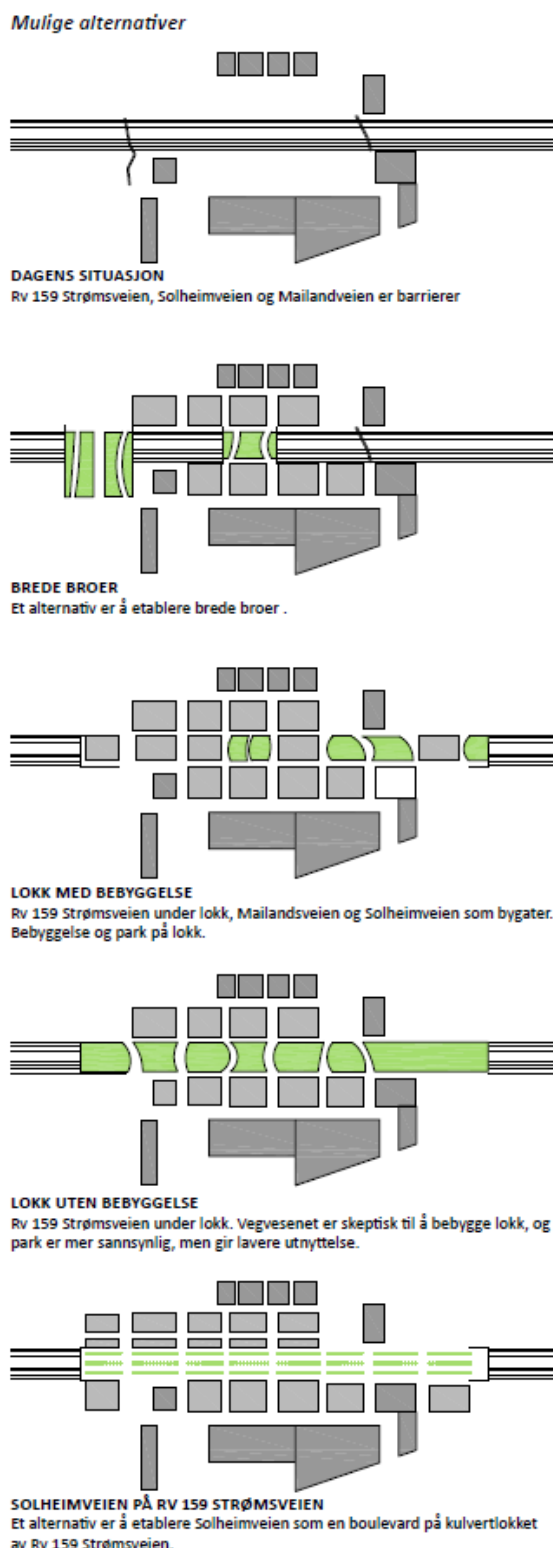 Mulige alternativer
DAGENS SITUASJON
Rv 159 Strømsveien, Solheimveien og Mailandveien er barrierer
BREDE BROER
Et alternativ er å etablere brede broer .
LOKK MED BEBYGGELSE
Rv 159 Strømsveien under lokk, Mailandsveien og Solheimveien som bygater.
Bebyggelse og park på lokk.
LOKK UTEN BEBYGGELSE
Rv 159 Strømsveien under lokk. Vegvesenet er skeptisk til å bebygge lokk, og
park er mer sannsynlig, men gir lavere utnyttelse.
SOLHEIMVEIEN PÅ RV 159 STRØMSVEIEN
Et alternativ er å etablere Solheimveien som en boulevard på kulvertlokket
av Rv 159 Strømsveien.